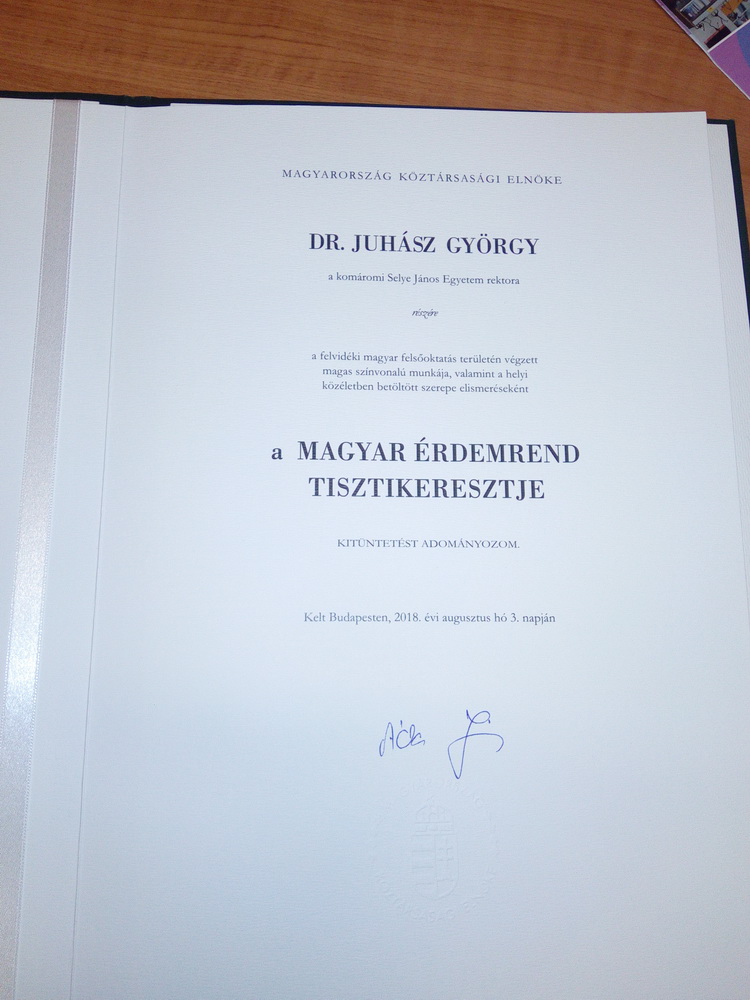 MAGYARORSZÁG KÖZTÁRSASÁGI ELNÖKE
DR. JUHÁSZ GYÖRGY
a komáromi Selye János Egyetem rektora
részére
a felvidéki magyar felsőoktatás területén végzett
magas színvonalú munkája, valamint a helyi
közéletben betöltött szerepe elismeréseként
a MAGYAR ÉRDEMREND
TISZTIKERESZTJE
KITÜNTETÉST ADOMÁNYOZOM.
Kelt Budapesten, 2018. évi augusztus hó 3. napján